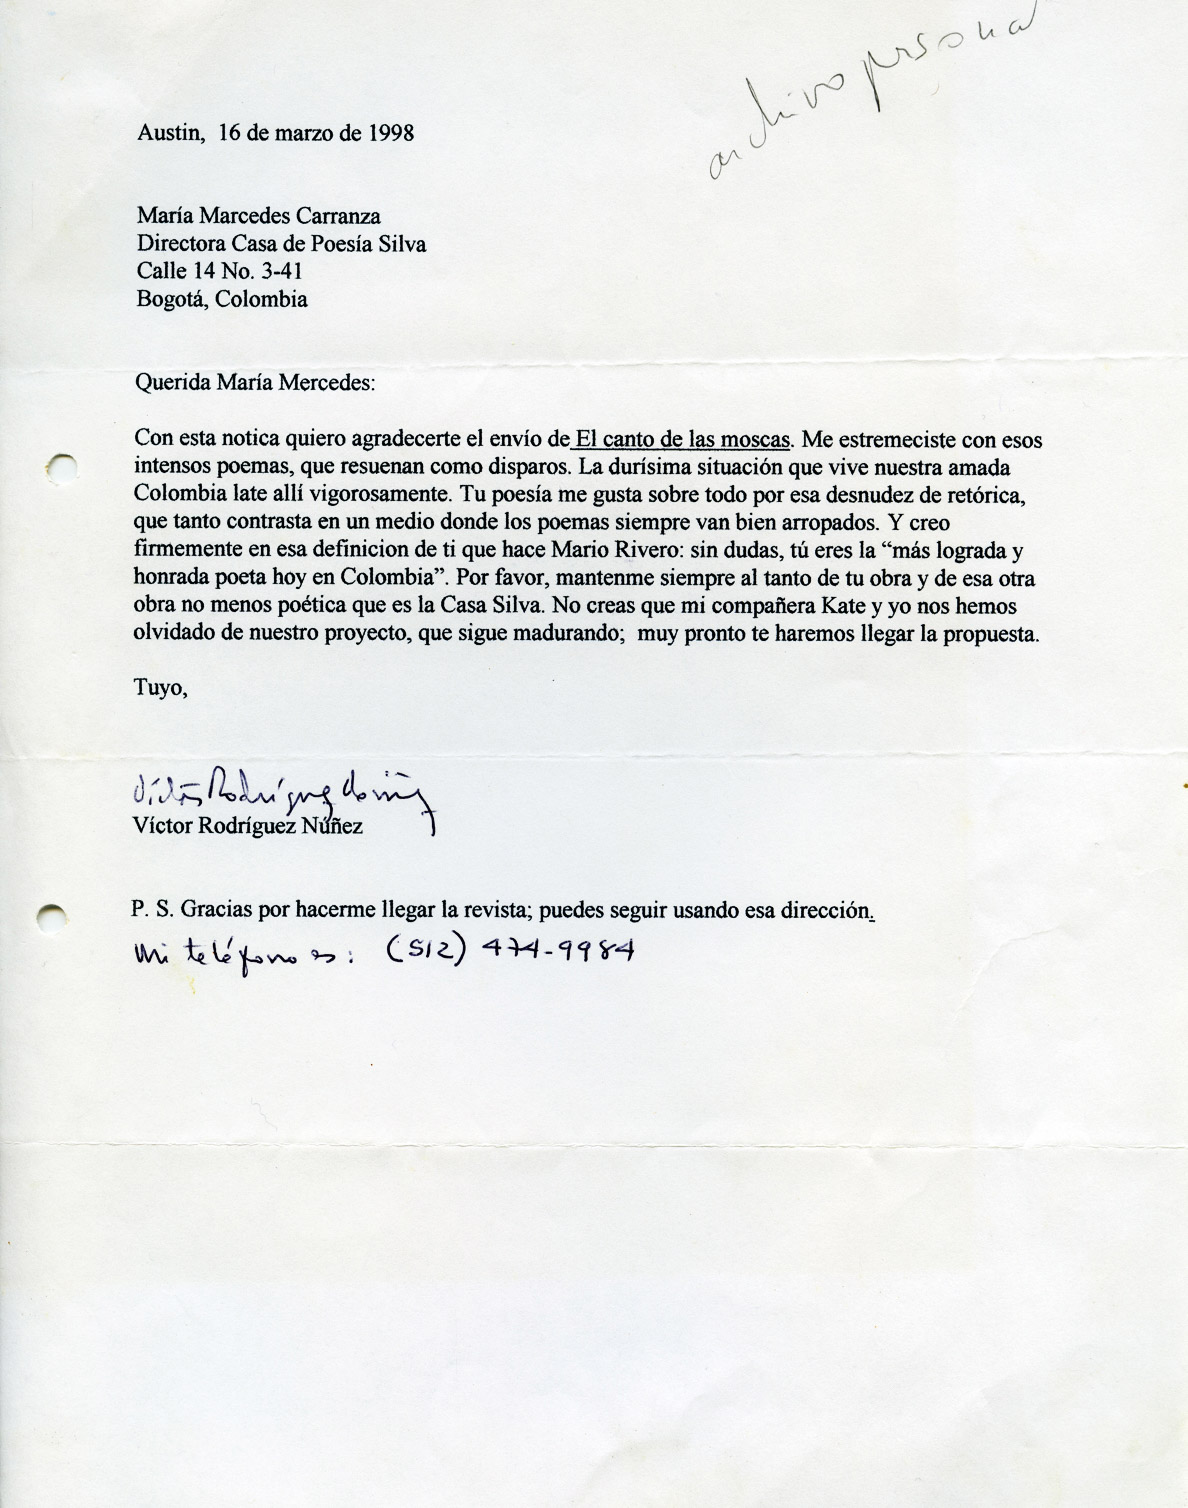 archivo personal
Austin,  16 de marzo de 1998
María Marcedes Carranza
Directora Casa de Poesía Silva
Calle 14 No. 3-41
Bogotá, Colombia
Querida María Mercedes:
Con esta notica quiero agradecerte el envío de El canto de las moscas. Me estremeciste con esos
intensos poemas, que resuenan como disparos. La durísima situación que vive nuestra amada
Colombia late allí vigorosamente. Tu poesía me gusta sobre todo por esa desnudez de retórica,
que tanto contrasta en un medio donde los poemas siempre van bien arropados. Y creo
firmemente en esa definicion de ti que hace Mario Rivero: sin dudas, tú eres la “más lograda y
honrada poeta hoy en Colombia”. Por favor, mantenme siempre al tanto de tu obra y de esa otra
obra no menos poética que es la Casa Silva. No creas que mi compañera Kate y yo nos hemos
olvidado de nuestro proyecto, que sigue madurando;  muy pronto te haremos llegar la propuesta.
Tuyo,
Víctor Rodríguez Núñez
Víctor Rodríguez Núñez
P. S. Gracias por hacerme llegar la revista; puedes seguir usando esa dirección.
Mi teléfono es: (512) 474-9984